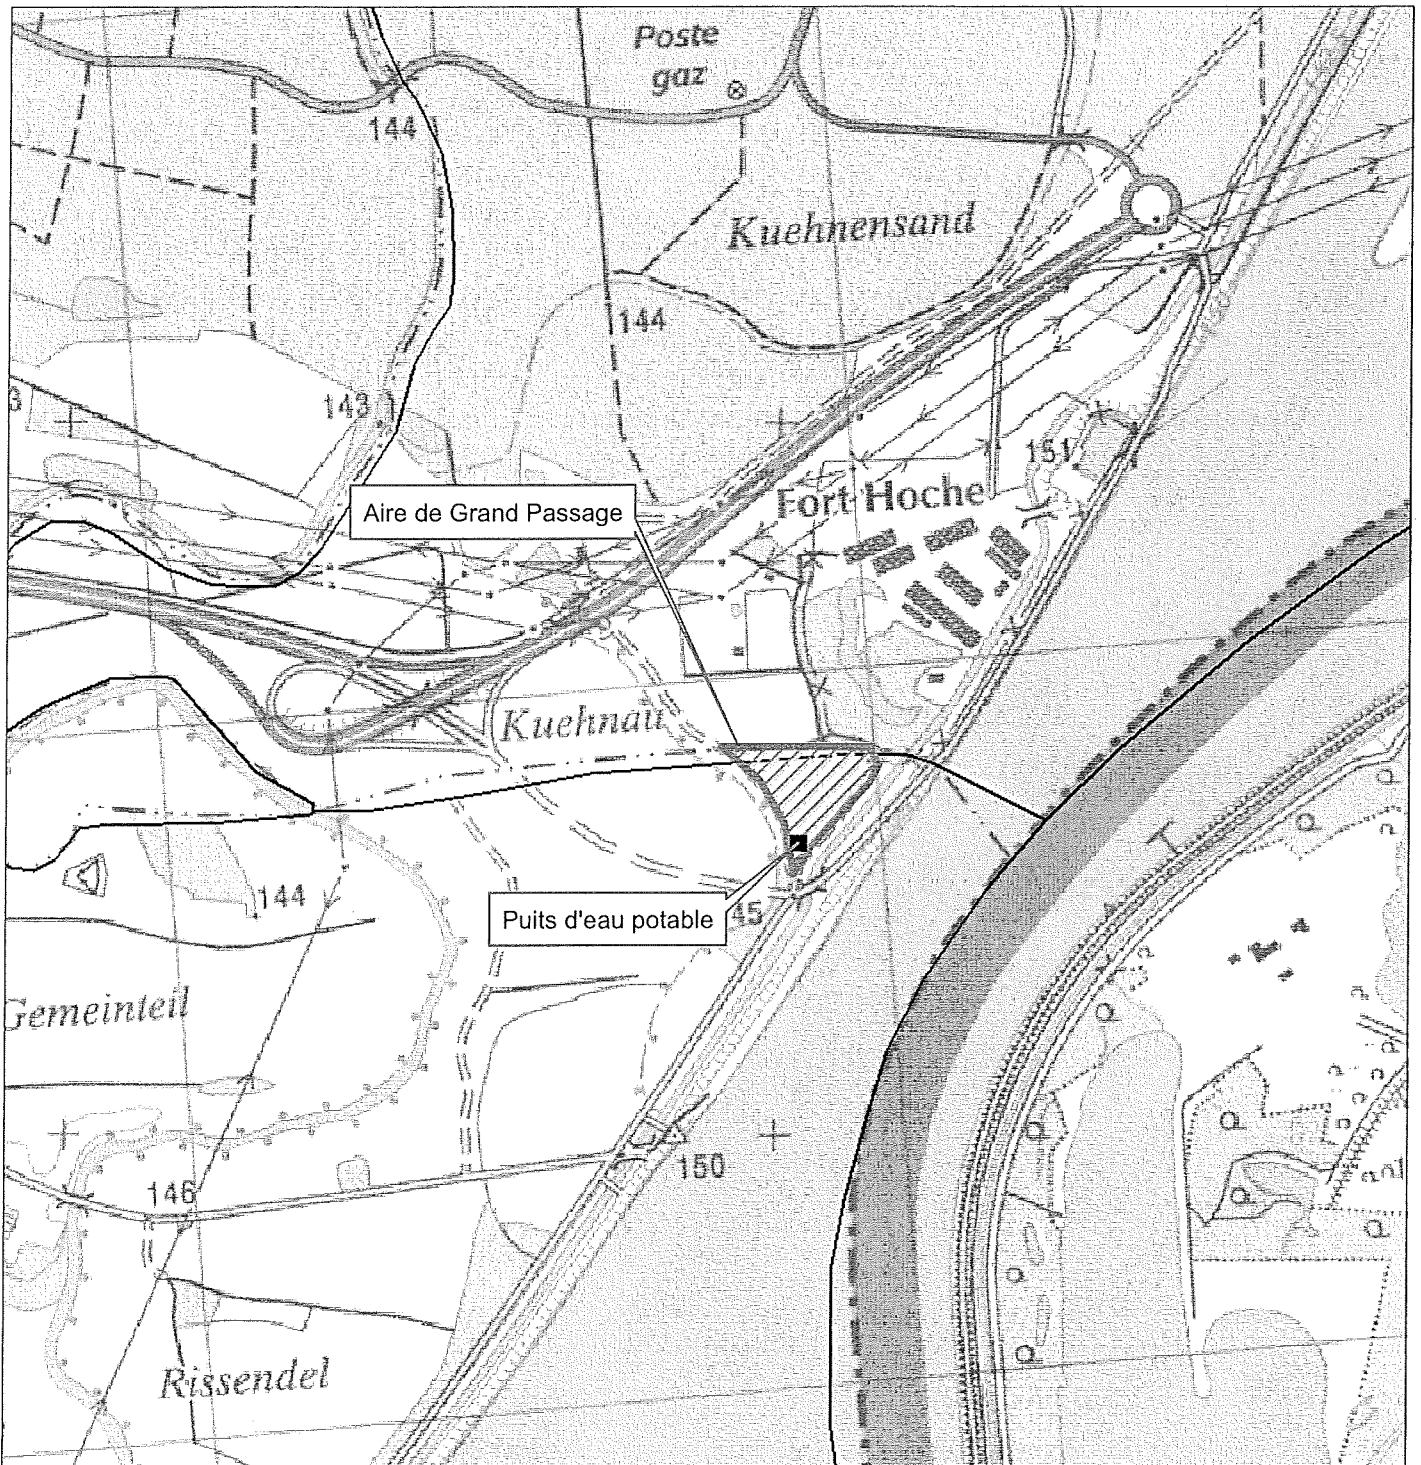 Poste
gaz
144
Kuehnensand
144
143
3
151
Fort Hoche
Aire de Grand Passage
Kuehnau
144
45
Puits d'eau potable
Gemeinteil
150
146
Rissendel